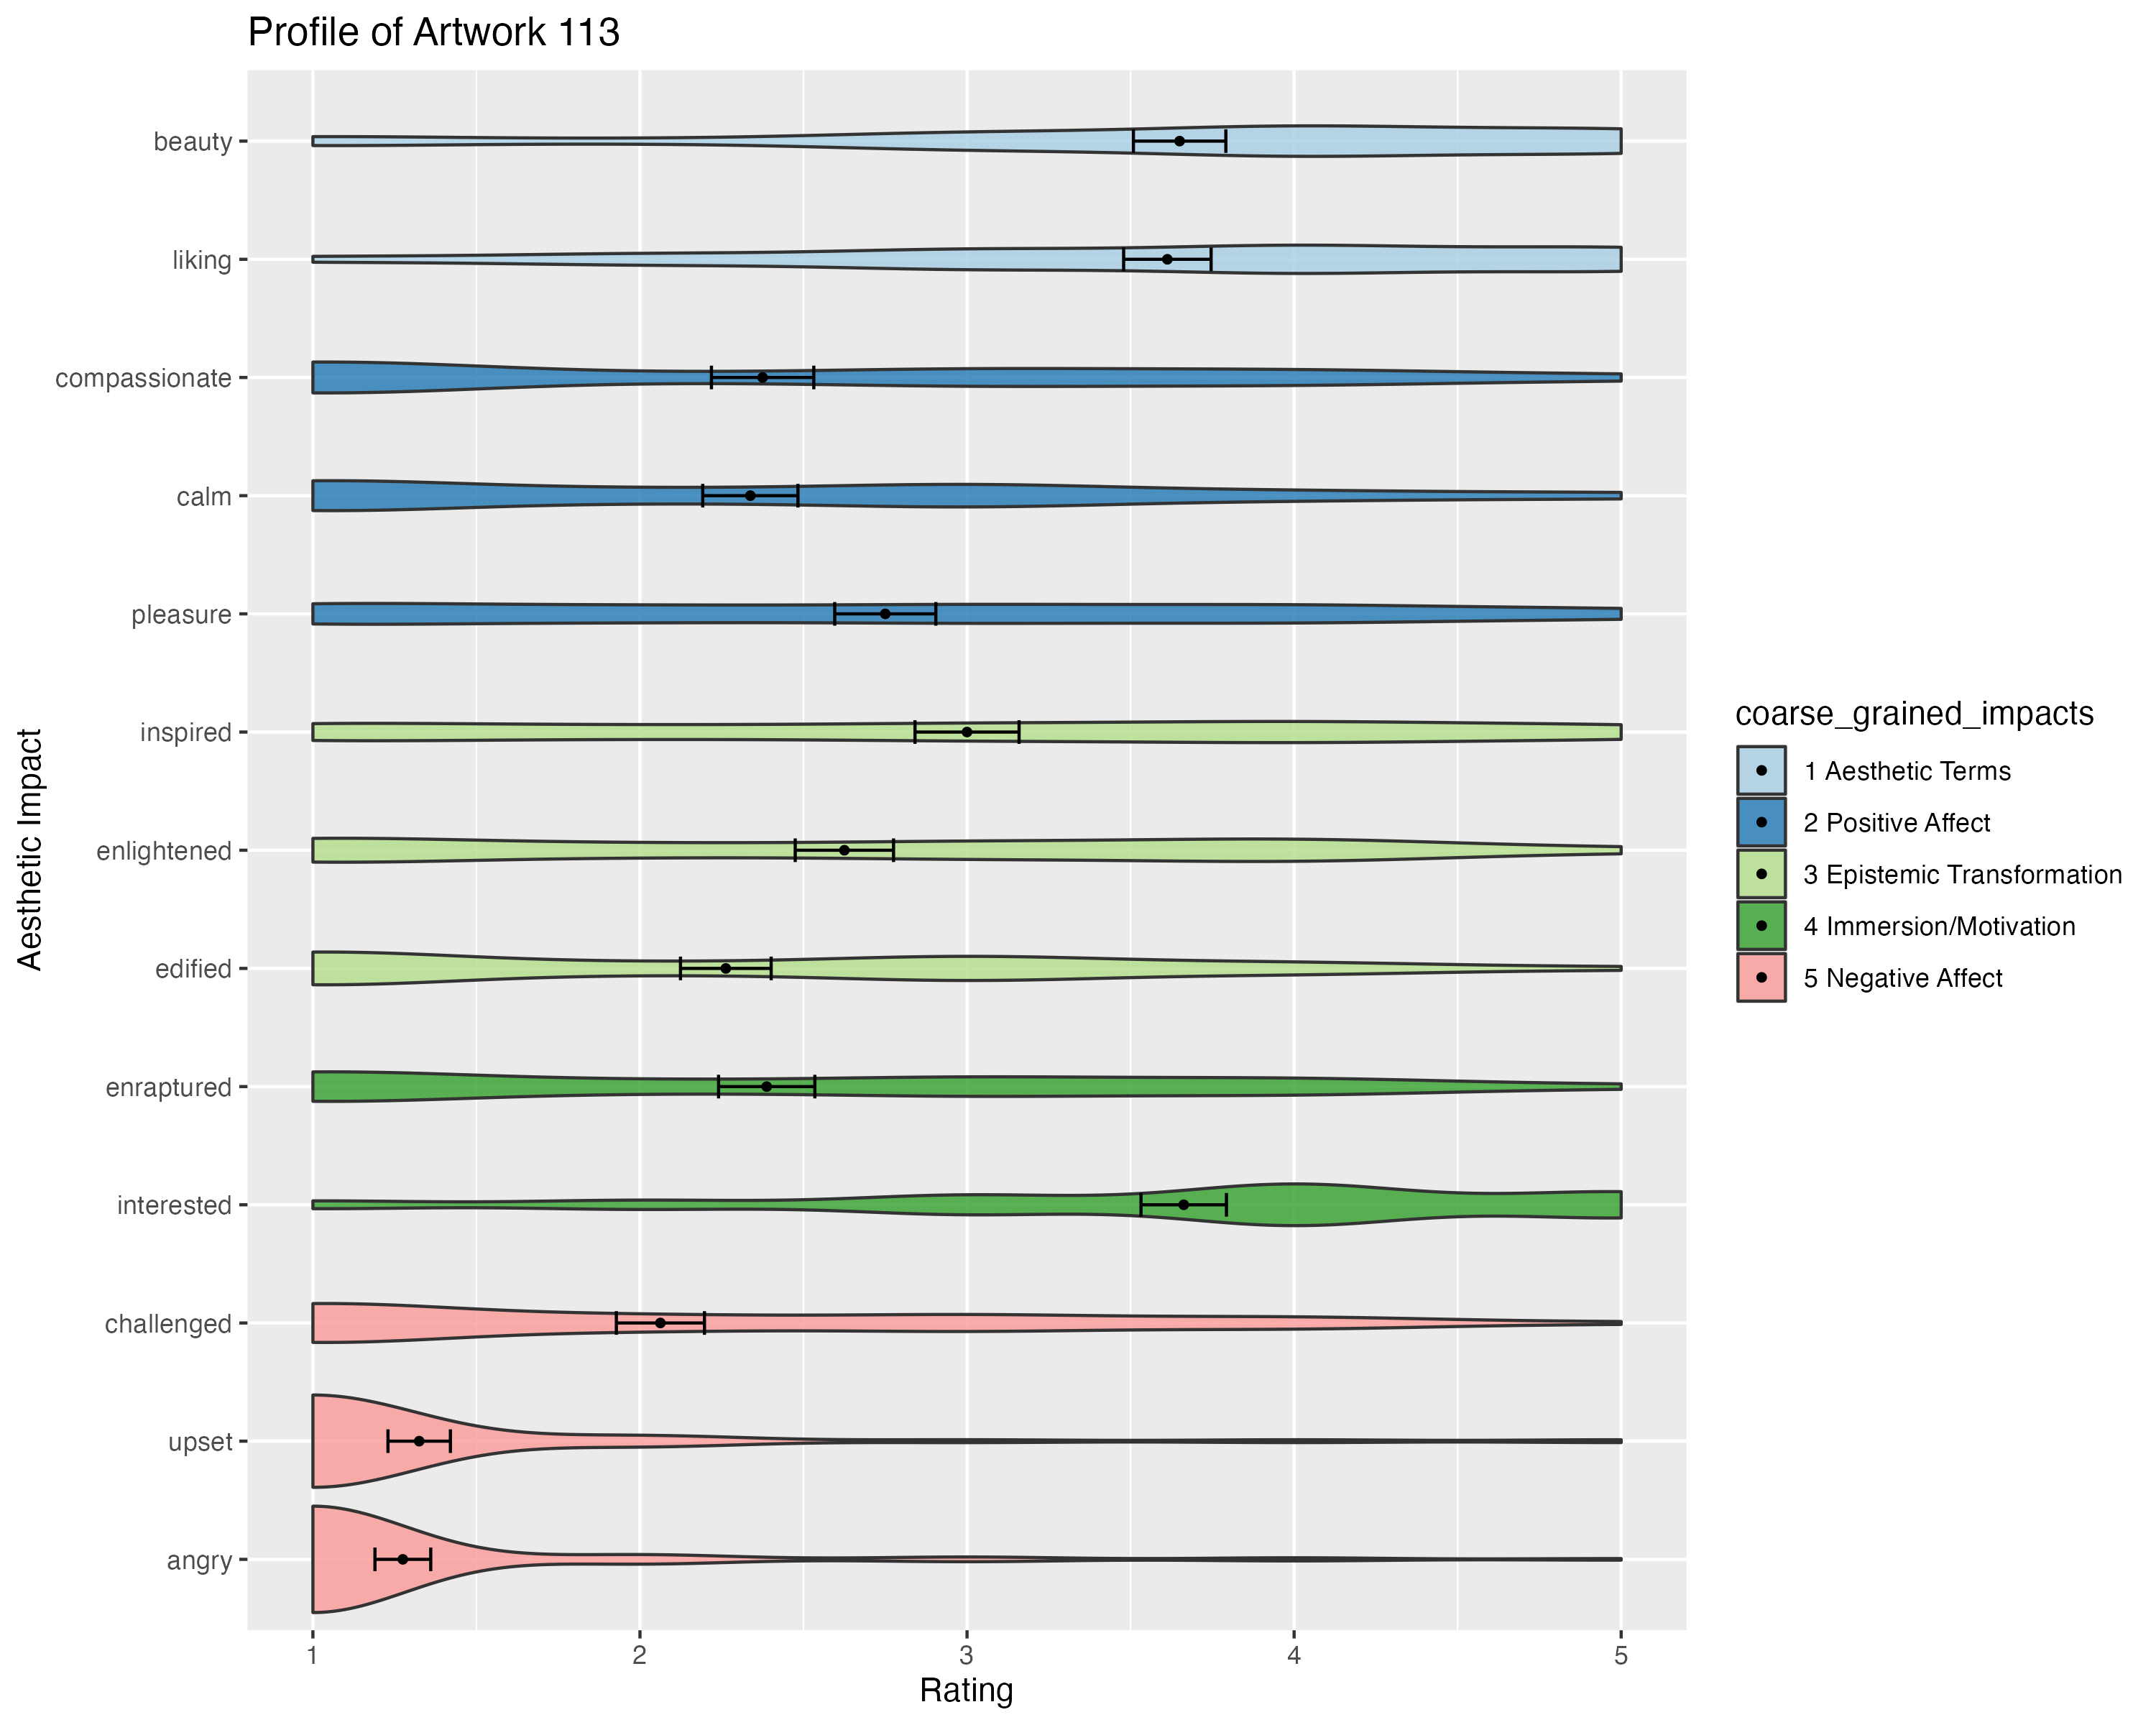 Profile of Artwork 113
beauty
liking
compassionate
calm
pleasure
inspired
enlightened
edified
enraptured
interested
challenged
upset
angry
Aesthetic Impact
1 2 3 4 5
Rating
coarse_grained_impacts
1 Aesthetic Terms
2 Positive Affect
3 Epistemic Transformation
4 Immersion/Motivation
5 Negative Affect